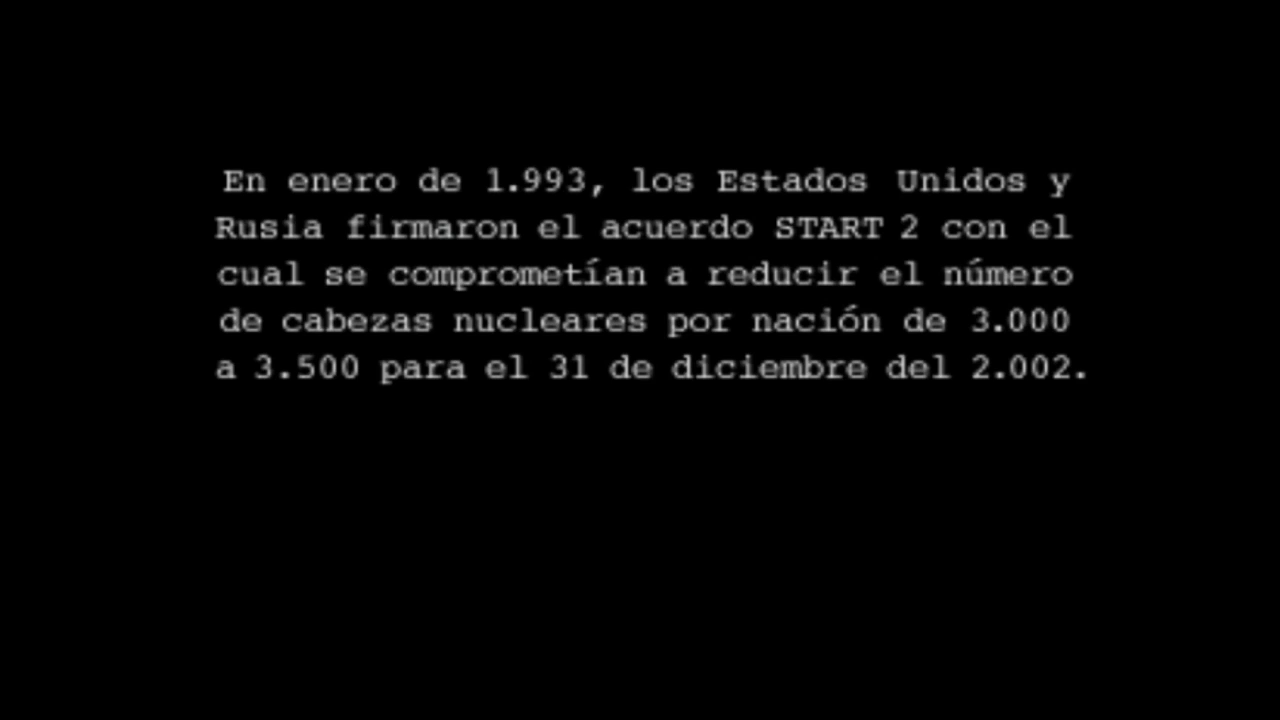 En enero de 1.993, los Estados Unidos y
Rusia firmaron el acuerdo START 2 con el
cual se comprometían a reducir el número
de cabezas nucleares por nación de 3.000
a 3.500 para el 31 de diciembre del 2.002.